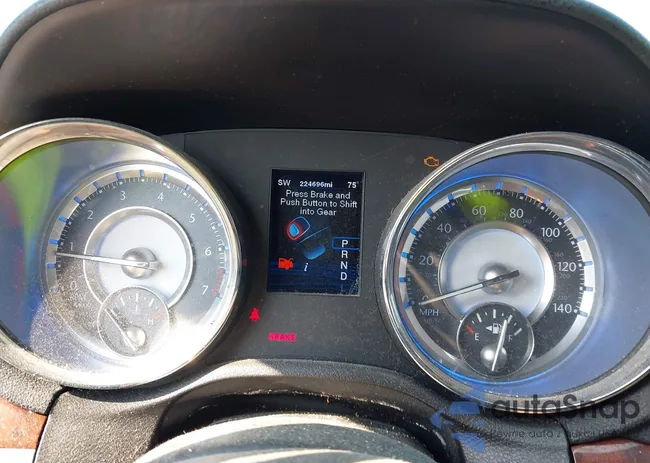 SW 224696mi 75°
Press Brake and
Push Button to Shift
into Gear
P
R
N
D
L
i
1
2
3
4
5
6
7
H
BRAKE
0
20
40
60
80
100
120
140
MPH
E
F
autoSnap